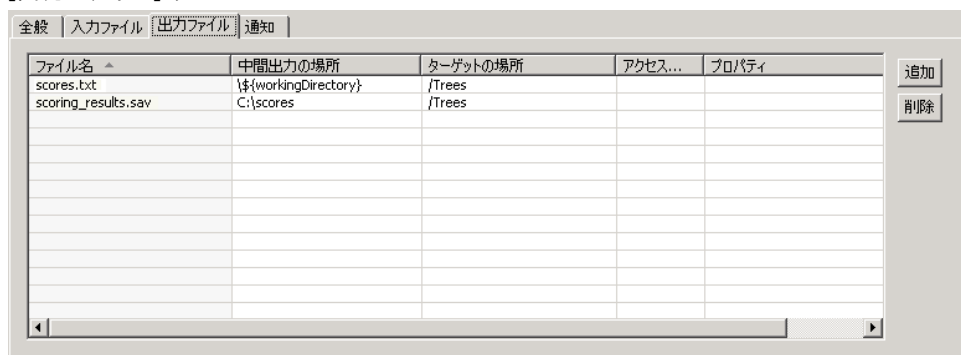 全般 入力ファイル 出力ファイル 通知
ファイル名 中間出力の場所 ターゲットの場所 アクセス... プロパティ
scores.txt \${workingDirectory} /Trees
scoring_results.sav C:\scores /Trees
追加
削除